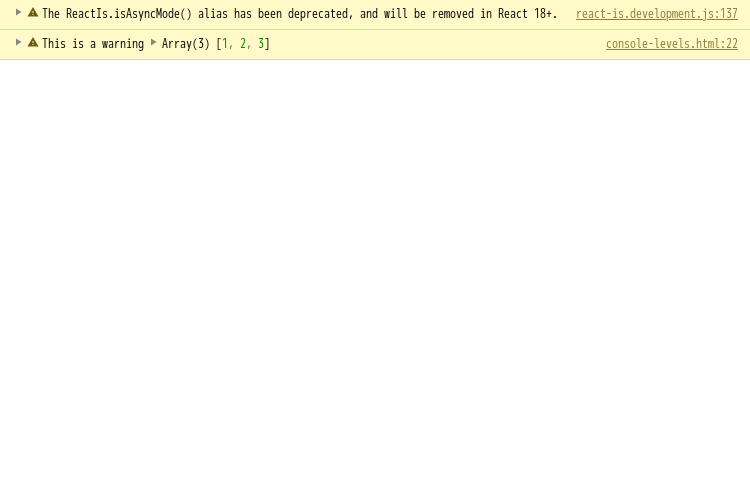 The ReactIs.isAsyncMode() alias has been deprecated, and will be removed in React 18+. react-is.development.js:137
This is a warning Array(3) [1, 2, 3] console-levels.html:22